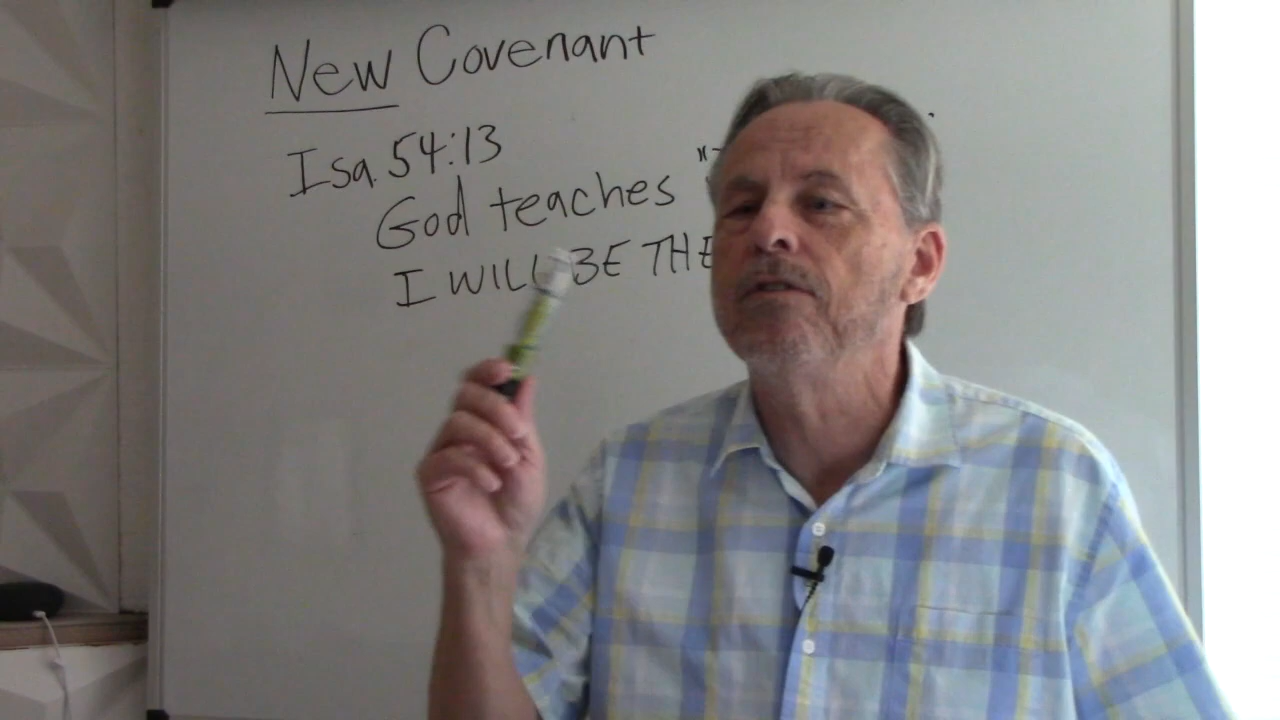 New Covenant
Isa. 54:13
God teaches
I WILL BE THE